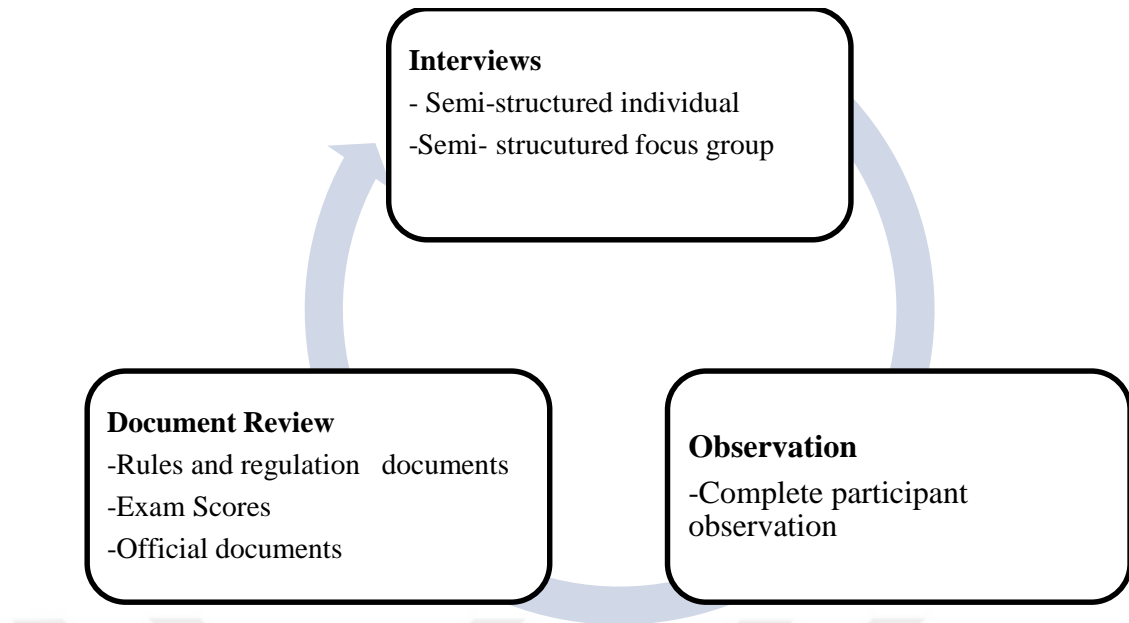 Interviews
- Semi-structured individual
-Semi- strucutured focus group
Document Review
-Rules and regulation documents
-Exam Scores
-Official documents
Observation
-Complete participant
observation